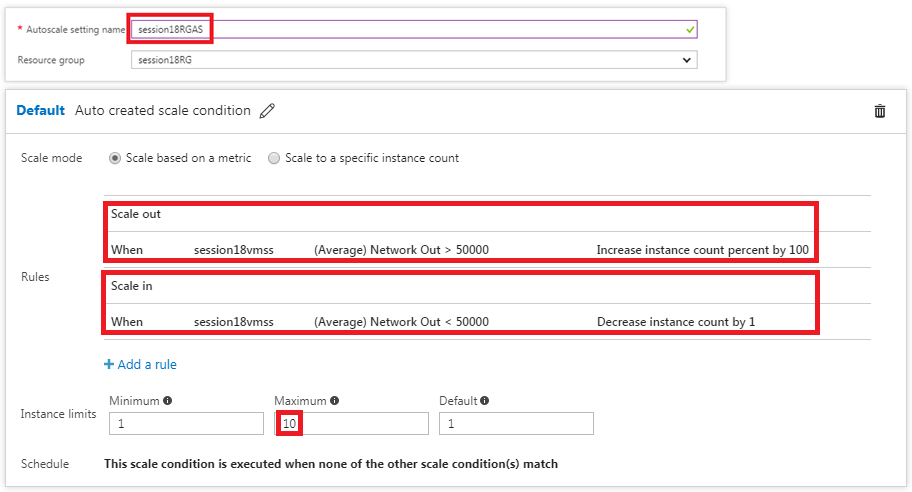 * Autoscale setting name session18RGAS
Resource group session18RG
Default Auto created scale condition
Scale mode Scale based on a metric Scale to a specific instance count
Scale out
When session18vmss (Average) Network Out > 50000 Increase instance count percent by 100
Rules
Scale in
When session18vmss (Average) Network Out < 50000 Decrease instance count by 1
+ Add a rule
Minimum Maximum Default
Instance limits 1 10 1
Schedule This scale condition is executed when none of the other scale condition(s) match